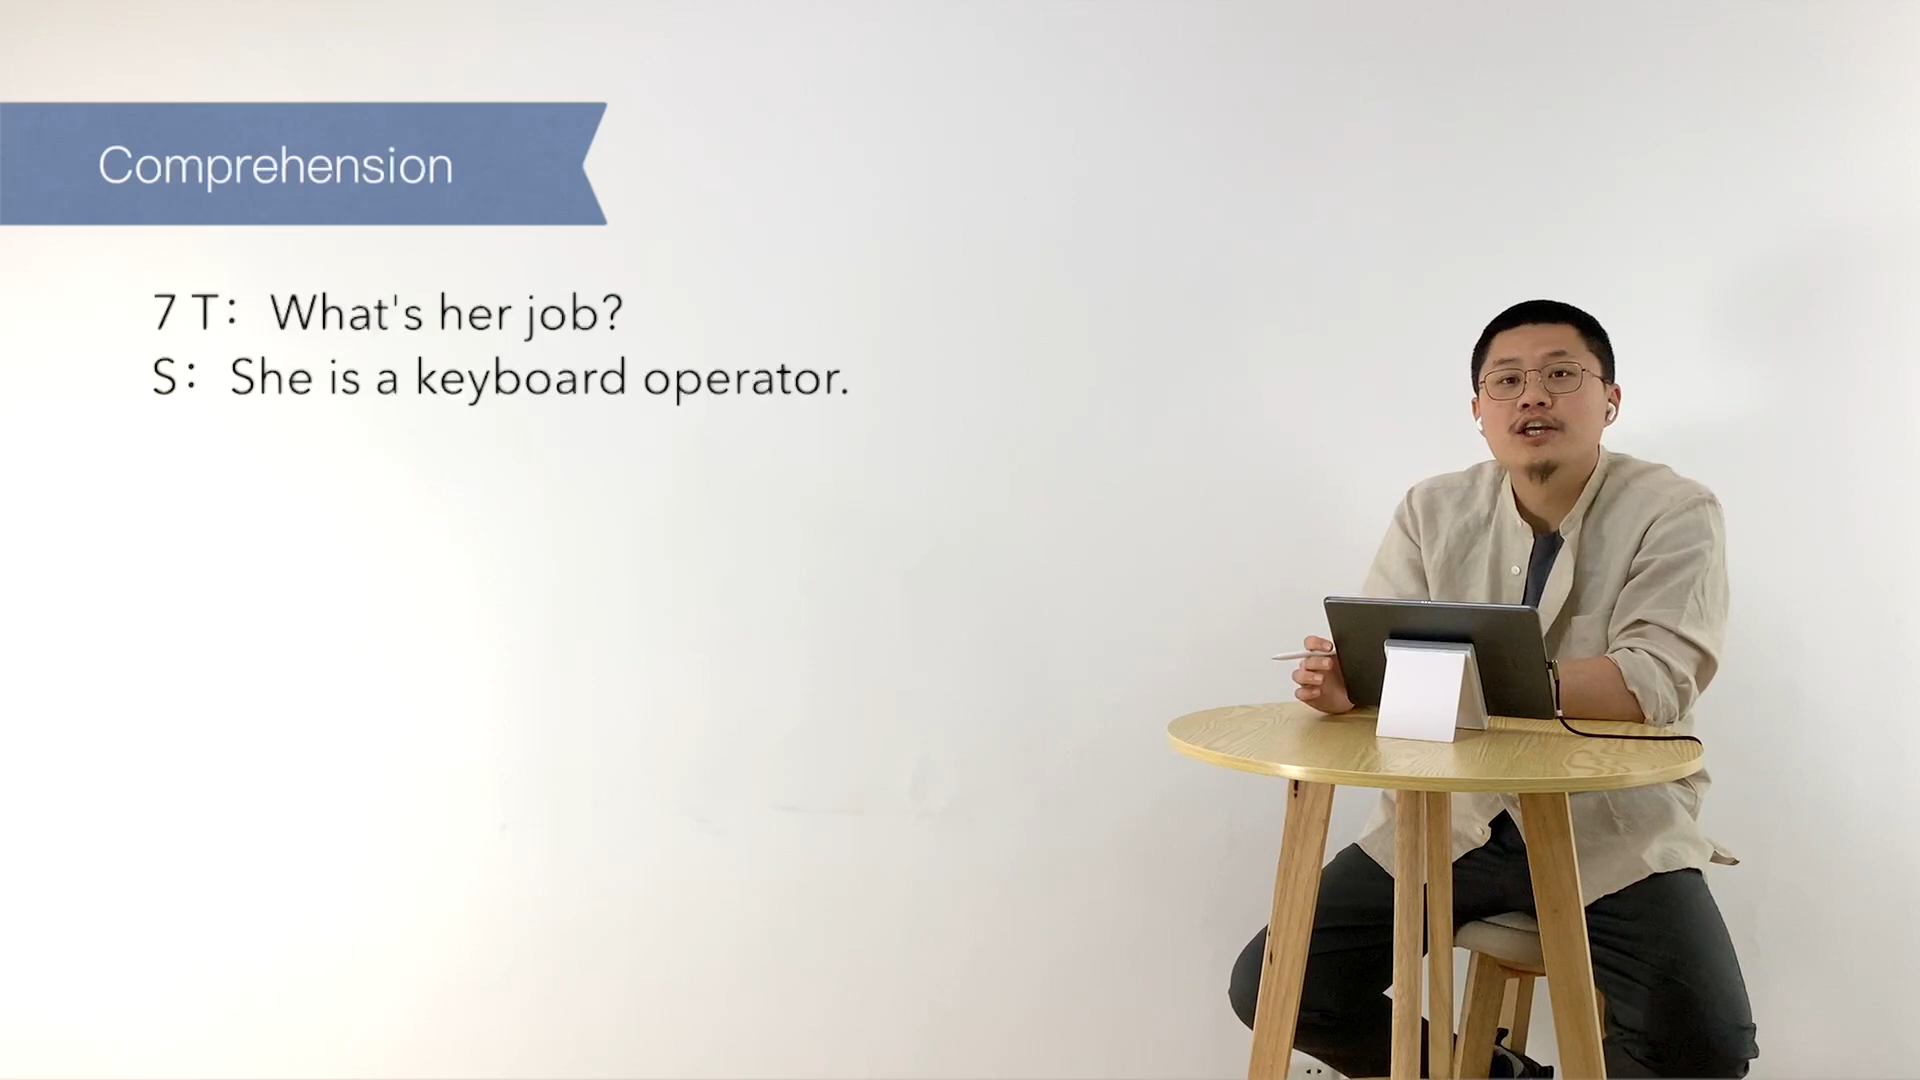 Comprehension
7 T： What's her job?
S： She is a keyboard operator.